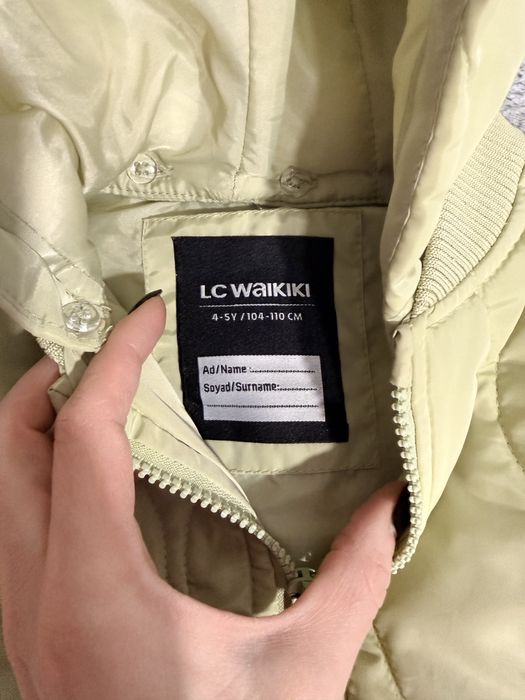 LC WAIKIKI
4-5Y / 104-110 CM
Ad/Name :
Soyad/Surname: